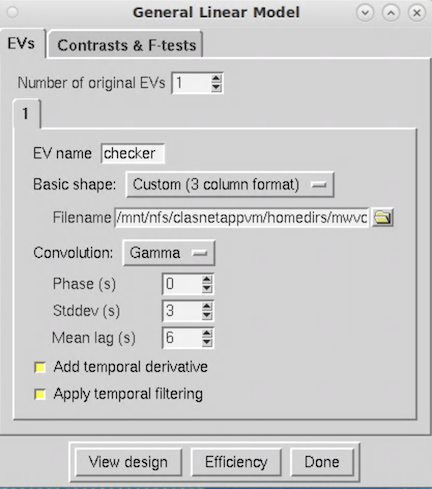 General Linear Model
EVs Contrasts & F-tests
Number of original EVs 1
1
EV name checker
Basic shape: Custom (3 column format)
Filename /mnt/nfs/clasnetappvm/homedirs/mwvc
Convolution: Gamma
Phase (s) 0
Stddev (s) 3
Mean lag (s) 6
Add temporal derivative
Apply temporal filtering
View design Efficiency Done